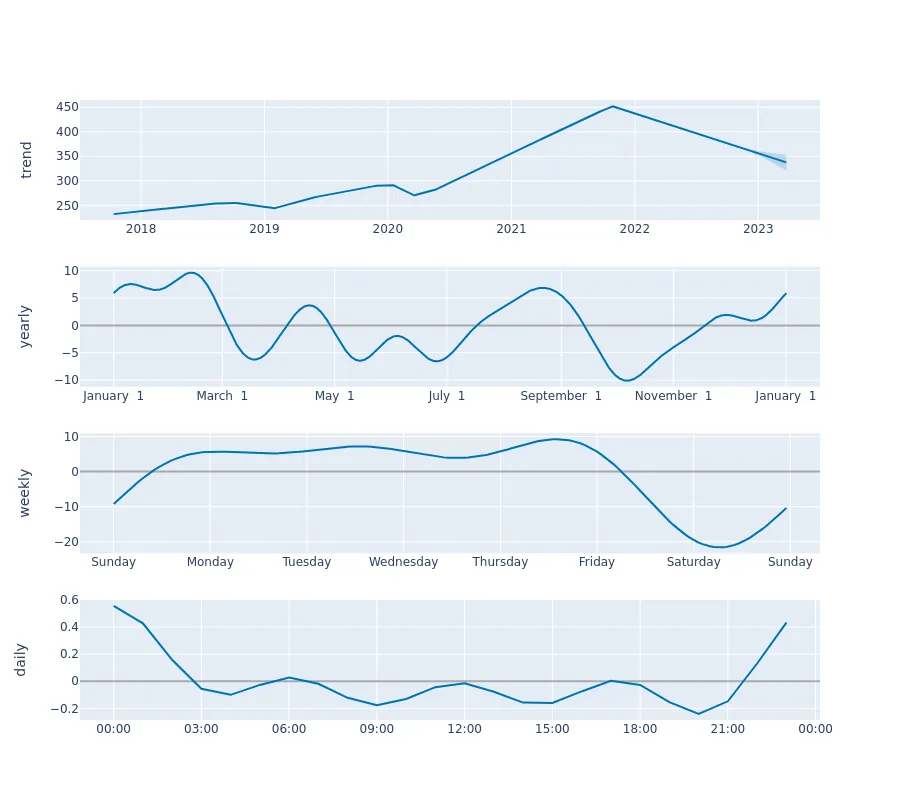 trend
450
400
350
300
250
2018 2019 2020 2021 2022 2023
yearly
10
5
0
−5
−10
January 1 March 1 May 1 July 1 September 1 November 1 January 1
weekly
10
0
−10
−20
Sunday Monday Tuesday Wednesday Thursday Friday Saturday Sunday
daily
0.6
0.4
0.2
0
−0.2
00:00 03:00 06:00 09:00 12:00 15:00 18:00 21:00 00:00